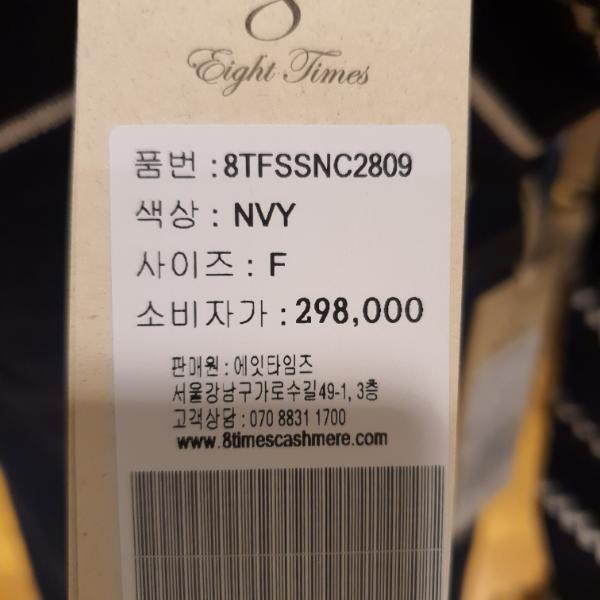 8
Eight Times
품번 : 8TFSSNC2809
색상 : NVY
사이즈 : F
소비자가 : 298,000
판매원 : 에잇타임즈
서울강남구가로수길49-1, 3층
고객상담 : 070 8831 1700
www.8timescashmere.com